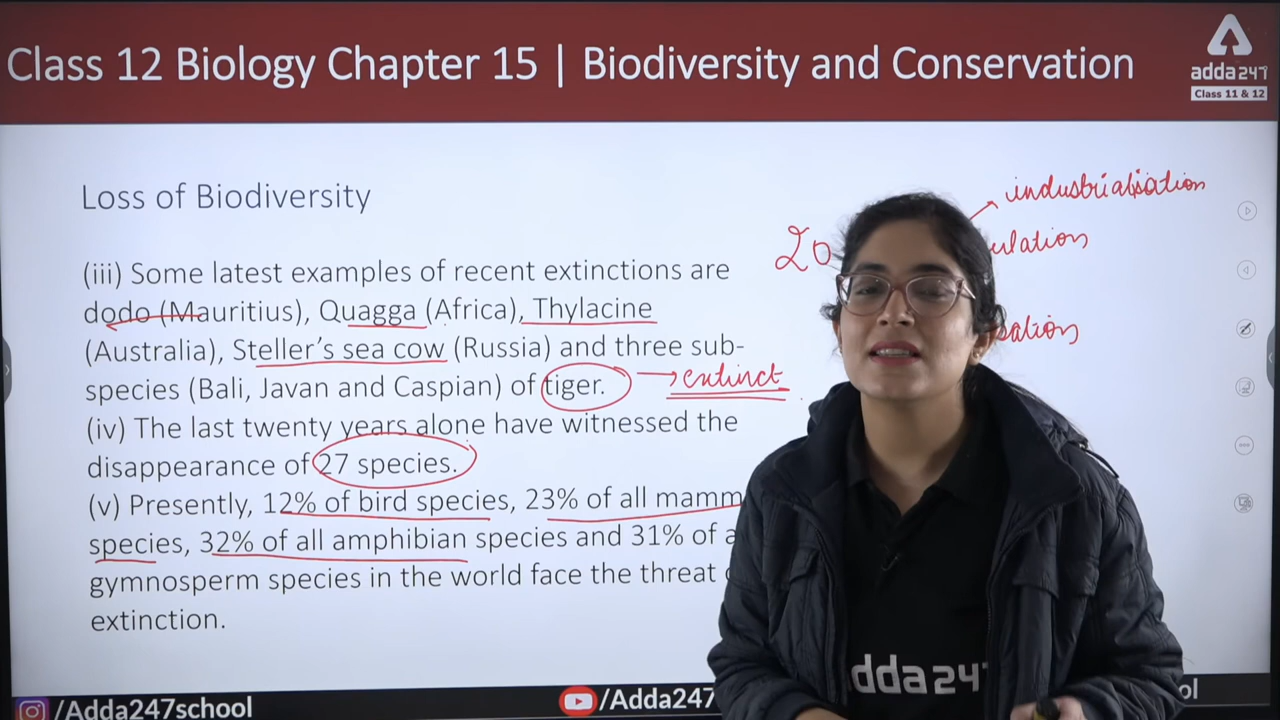 Class 12 Biology Chapter 15 | Biodiversity and Conservation
adda247
Class 11 & 12
Loss of Biodiversity
(iii) Some latest examples of recent extinctions are
dodo (Mauritius), Quagga (Africa), Thylacine
(Australia), Steller's sea cow (Russia) and three sub-
species (Bali, Javan and Caspian) of tiger. → extinct
(iv) The last twenty years alone have witnessed the
disappearance of 27 species.
(v) Presently, 12% of bird species, 23% of all mamm
species, 32% of all amphibian species and 31% of a
gymnosperm species in the world face the threat
extinction.
20
industrialisation
ulation
sation
adda247
/Adda247school
/Adda247
ol